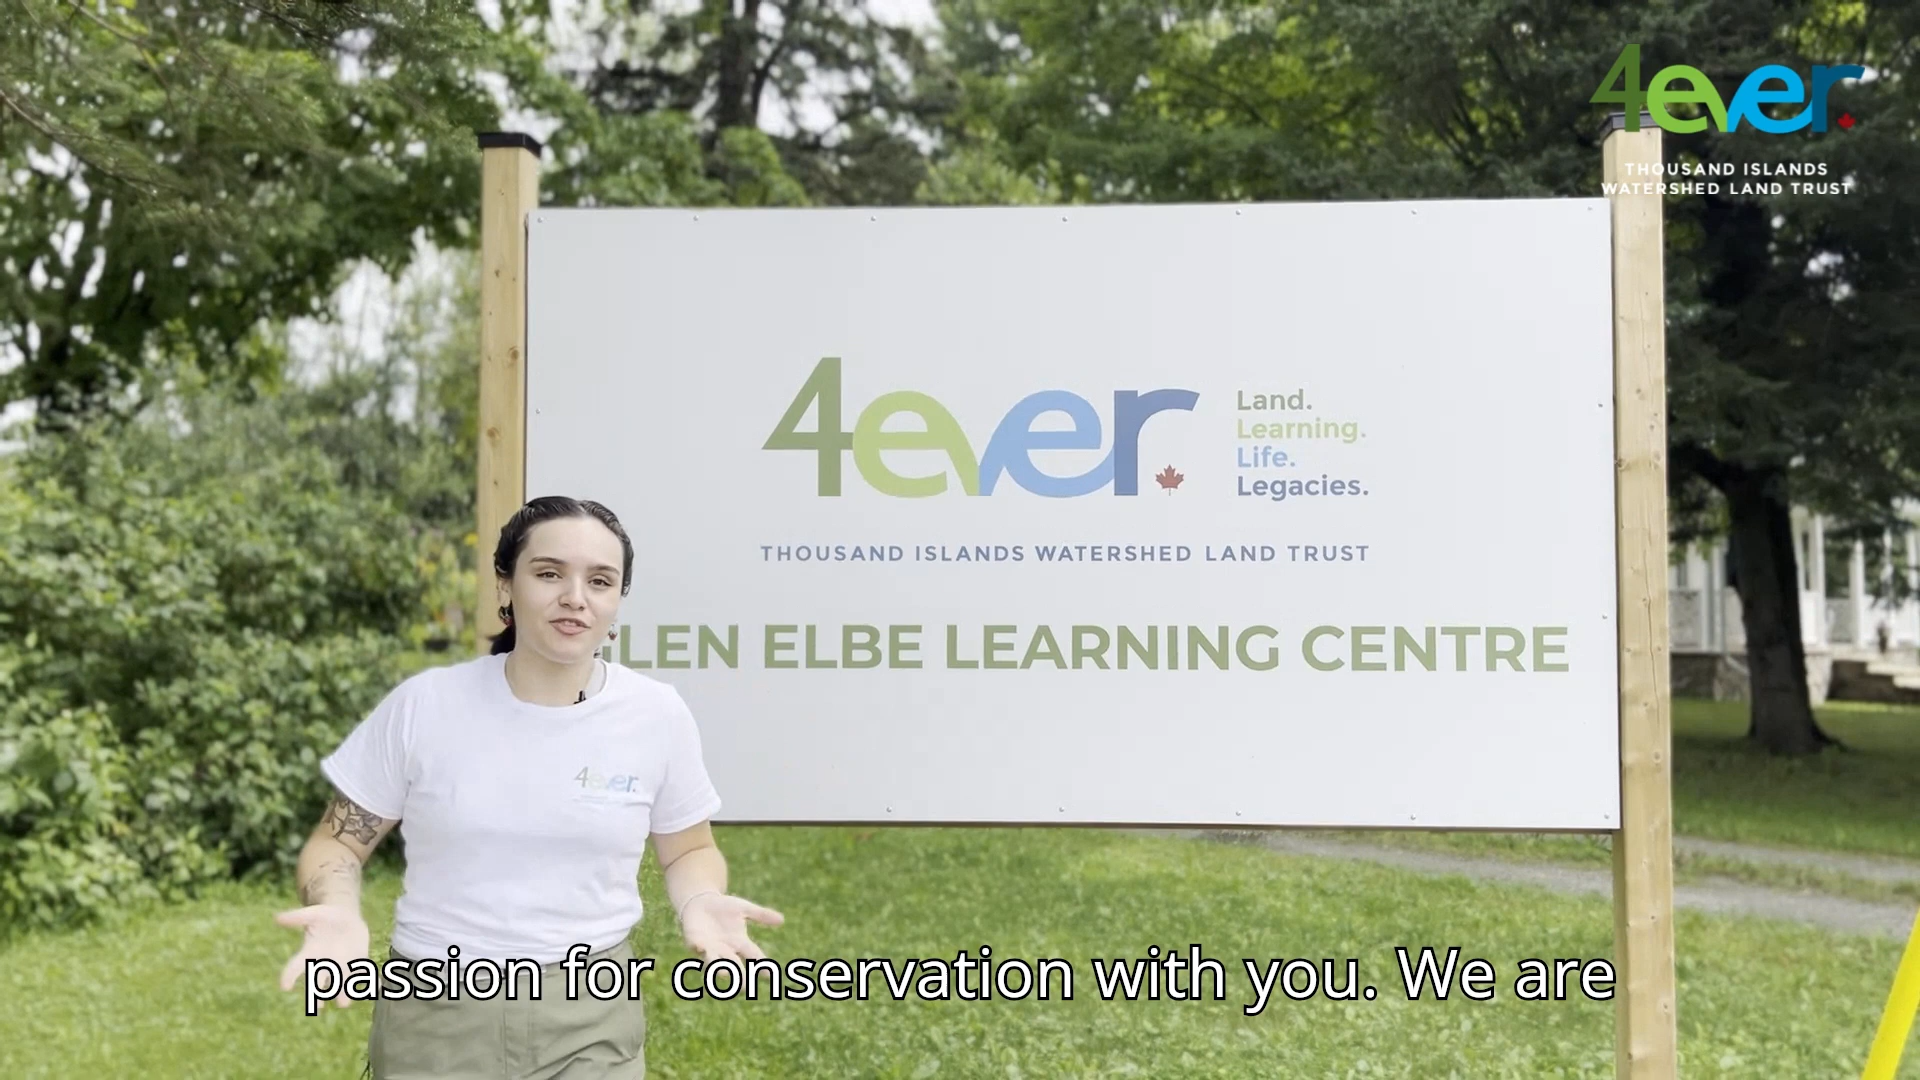 4ever.
THOUSAND ISLANDS
WATERSHED LAND TRUST
4ever.
Land.
Learning.
Life.
Legacies.
THOUSAND ISLANDS WATERSHED LAND TRUST
LEN ELBE LEARNING CENTRE
4ever.
passion for conservation with you. We are